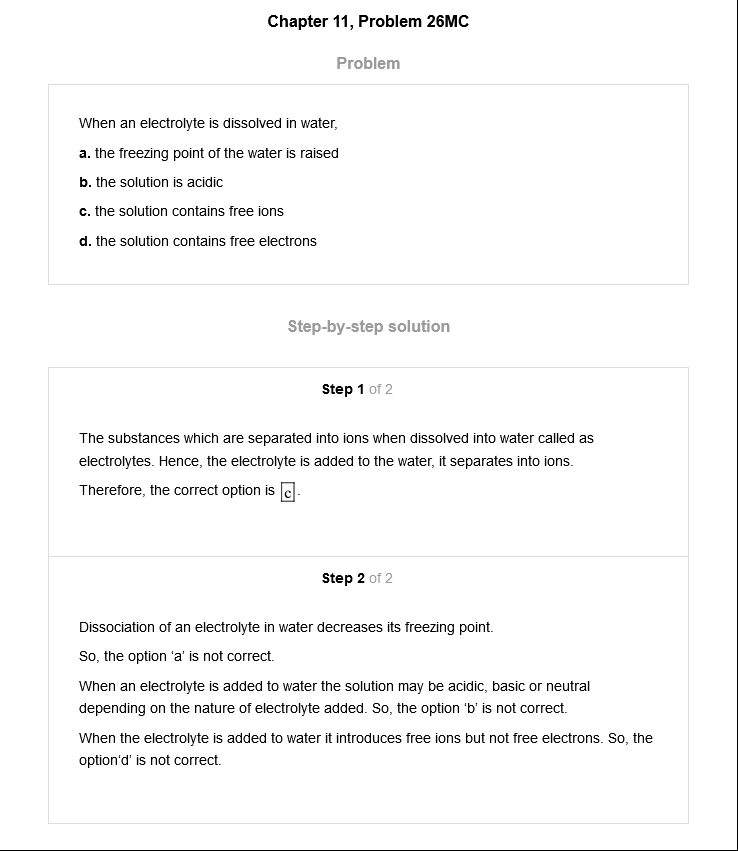 Chapter 11, Problem 26MC
Problem
When an electrolyte is dissolved in water,
a. the freezing point of the water is raised
b. the solution is acidic
c. the solution contains free ions
d. the solution contains free electrons
Step-by-step solution
Step 1 of 2
The substances which are separated into ions when dissolved into water called as
electrolytes. Hence, the electrolyte is added to the water, it separates into ions.
Therefore, the correct option is c.
Step 2 of 2
Dissociation of an electrolyte in water decreases its freezing point.
So, the option ‘a’ is not correct.
When an electrolyte is added to water the solution may be acidic, basic or neutral
depending on the nature of electrolyte added. So, the option ‘b’ is not correct.
When the electrolyte is added to water it introduces free ions but not free electrons. So, the
option‘d’ is not correct.